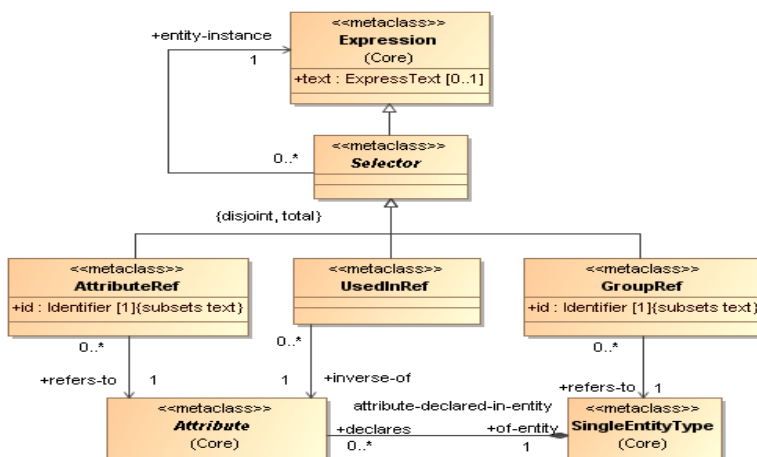 <<metaclass>>
Expression
(Core)
+text : ExpressText [0..1]
+entity-instance
1
0..*
<<metaclass>>
Selector
{disjoint, total}
<<metaclass>>
AttributeRef
+id : Identifier [1]{subsets text}
<<metaclass>>
UsedInRef
<<metaclass>>
GroupRef
+id : Identifier [1]{subsets text}
0..*
+refers-to
1
0..*
1
+inverse-of
0..*
+refers-to
1
<<metaclass>>
Attribute
(Core)
attribute-declared-in-entity
+declares
0..*
+of-entity
1
<<metaclass>>
SingleEntityType
(Core)